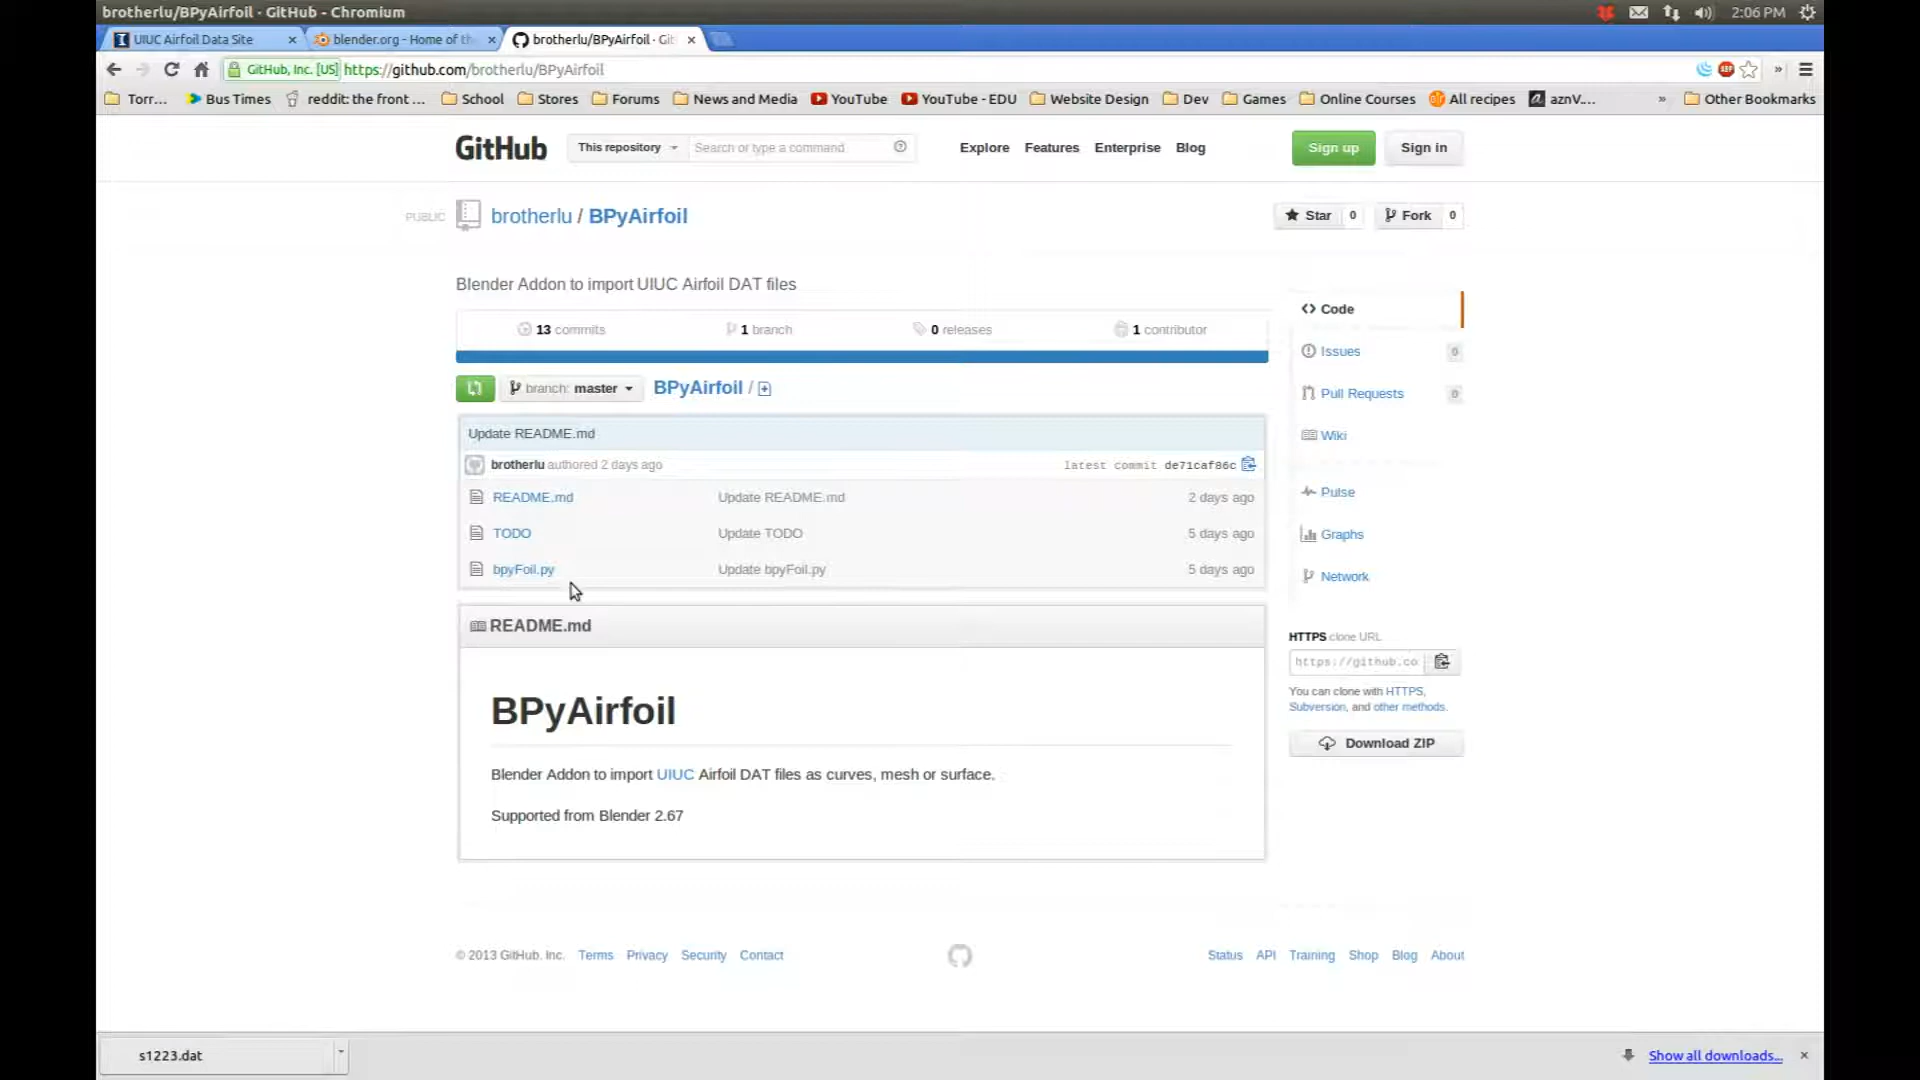 brotherlu/BPyAirfoil · GitHub - Chromium
2:06 PM
UIUC Airfoil Data Site
blender.org - Home of th
brotherlu/BPyAirfoil · Git
GitHub, Inc. [US] https://github.com/brotherlu/BPyAirfoil
ABP
Torr...
Bus Times
reddit: the front ...
School
Stores
Forums
News and Media
YouTube
YouTube - EDU
Website Design
Dev
Games
Online Courses
All recipes
aznV....
»
Other Bookmarks
GitHub
This repository
Search or type a command
Explore
Features
Enterprise
Blog
Sign up
Sign in
PUBLIC
brotherlu / BPyAirfoil
Star 0
Fork 0
Blender Addon to import UIUC Airfoil DAT files
13 commits
1 branch
0 releases
1 contributor
Code
Issues 0
Pull Requests 0
Wiki
Pulse
Graphs
Network
branch: master
BPyAirfoil /
Update README.md
brotherlu authored 2 days ago
latest commit de71caf86c
README.md Update README.md 2 days ago
TODO Update TODO 5 days ago
bpyFoil.py Update bpyFoil.py 5 days ago
HTTPS clone URL
https://github.co
You can clone with HTTPS,
Subversion, and other methods.
Download ZIP
README.md
BPyAirfoil
Blender Addon to import UIUC Airfoil DAT files as curves, mesh or surface.
Supported from Blender 2.67
© 2013 GitHub, Inc. Terms Privacy Security Contact
Status API Training Shop Blog About
s1223.dat
Show all downloads...